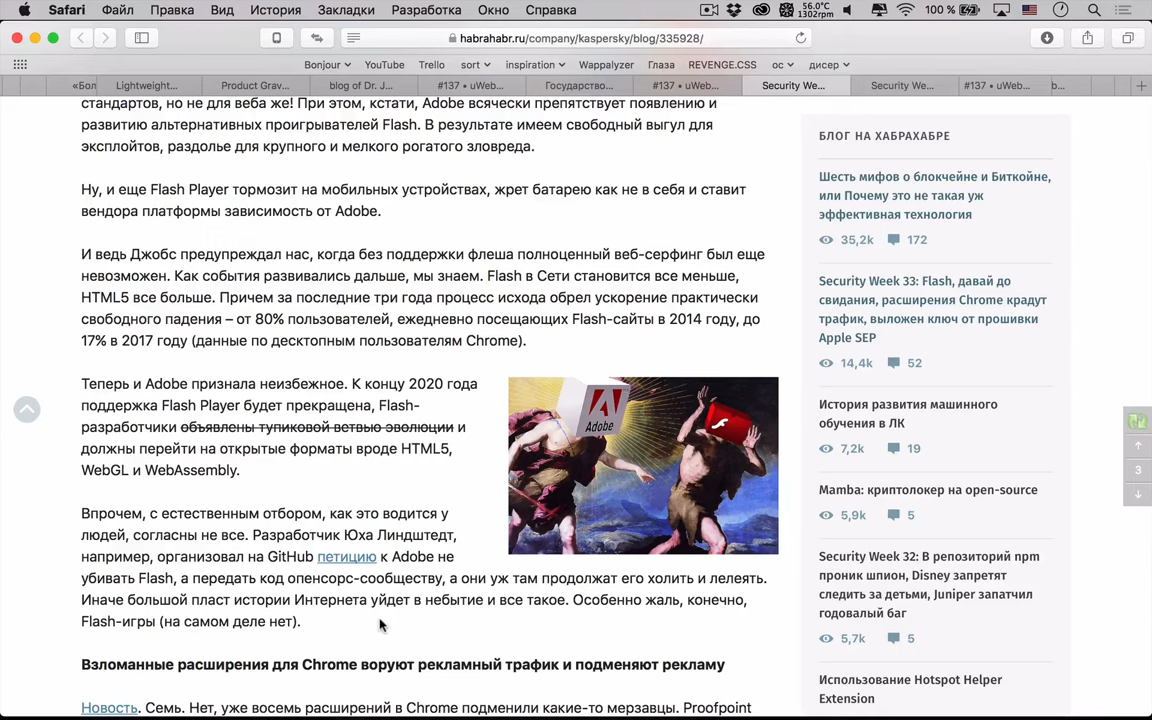 Safari Файл Правка Вид История Закладки Разработка Окно Справка 56.0°C 1302rpm 100 %
habrahabr.ru/company/kaspersky/blog/335928/
Bonjour YouTube Trello sort inspiration Wappalyzer Глаза REVENGE.CSS ос дисер
«Бол Lightweight... Product Grav... blog of Dr. J... #137 • uWeb... Государство... #137 • uWeb... Security We... Security We... #137 • uWeb... b...
стандартов, но не для веба же! При этом, кстати, Adobe всячески препятствует появлению и
развитию альтернативных проигрывателей Flash. В результате имеем свободный выгул для
эксплойтов, раздолье для крупного и мелкого рогатого зловреда.
Ну, и еще Flash Player тормозит на мобильных устройствах, жрет батарею как не в себя и ставит
вендора платформы зависимость от Adobe.
И ведь Джобс предупреждал нас, когда без поддержки флеша полноценный веб-серфинг был еще
невозможен. Как события развивались дальше, мы знаем. Flash в Сети становится все меньше,
HTML5 все больше. Причем за последние три года процесс исхода обрел ускорение практически
свободного падения – от 80% пользователей, ежедневно посещающих Flash-сайты в 2014 году, до
17% в 2017 году (данные по десктопным пользователям Chrome).
Теперь и Adobe признала неизбежное. К концу 2020 года
поддержка Flash Player будет прекращена, Flash-
разработчики объявлены тупиковой ветвью эволюции и
должны перейти на открытые форматы вроде HTML5,
WebGL и WebAssembly.
Adobe
Впрочем, с естественным отбором, как это водится у
людей, согласны не все. Разработчик Юха Линдштедт,
например, организовал на GitHub петицию к Adobe не
убивать Flash, а передать код опенсорс-сообществу, а они уж там продолжат его холить и лелеять.
Иначе большой пласт истории Интернета уйдет в небытие и все такое. Особенно жаль, конечно,
Flash-игры (на самом деле нет).
Взломанные расширения для Chrome воруют рекламный трафик и подменяют рекламу
Новость. Семь. Нет, уже восемь расширений в Chrome подменили какие-то мерзавцы. Proofpoint
БЛОГ НА ХАБРАХАБРЕ
Шесть мифов о блокчейне и Биткойне,
или Почему это не такая уж
эффективная технология
35,2k 172
Security Week 33: Flash, давай до
свидания, расширения Chrome крадут
трафик, выложен ключ от прошивки
Apple SEP
14,4k 52
История развития машинного
обучения в ЛК
7,2k 19
Mamba: криптолокер на open-source
5,9k 5
Security Week 32: В репозиторий npm
проник шпион, Disney запретят
следить за детьми, Juniper запатчил
годовалый баг
5,7k 5
Использование Hotspot Helper
Extension
3